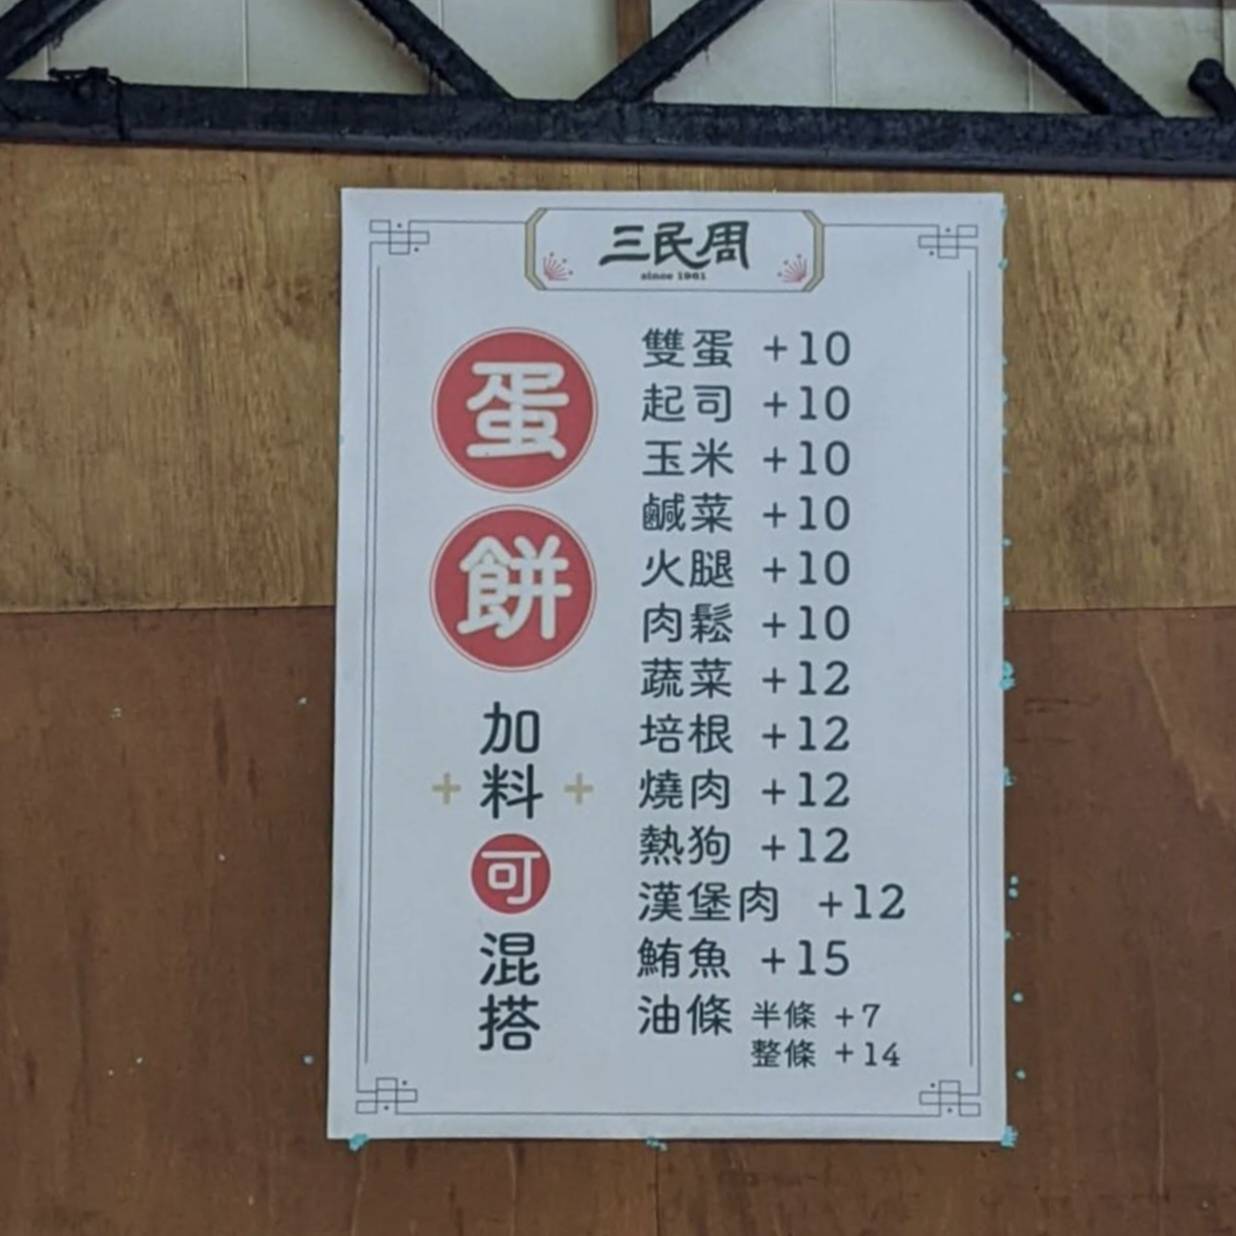 三民周
since 1981
蛋餅
加料可混搭
雙蛋 +10
起司 +10
玉米 +10
鹹菜 +10
火腿 +10
肉鬆 +10
蔬菜 +12
培根 +12
燒肉 +12
熱狗 +12
漢堡肉 +12
鮪魚 +15
油條 半條 +7
整條 +14